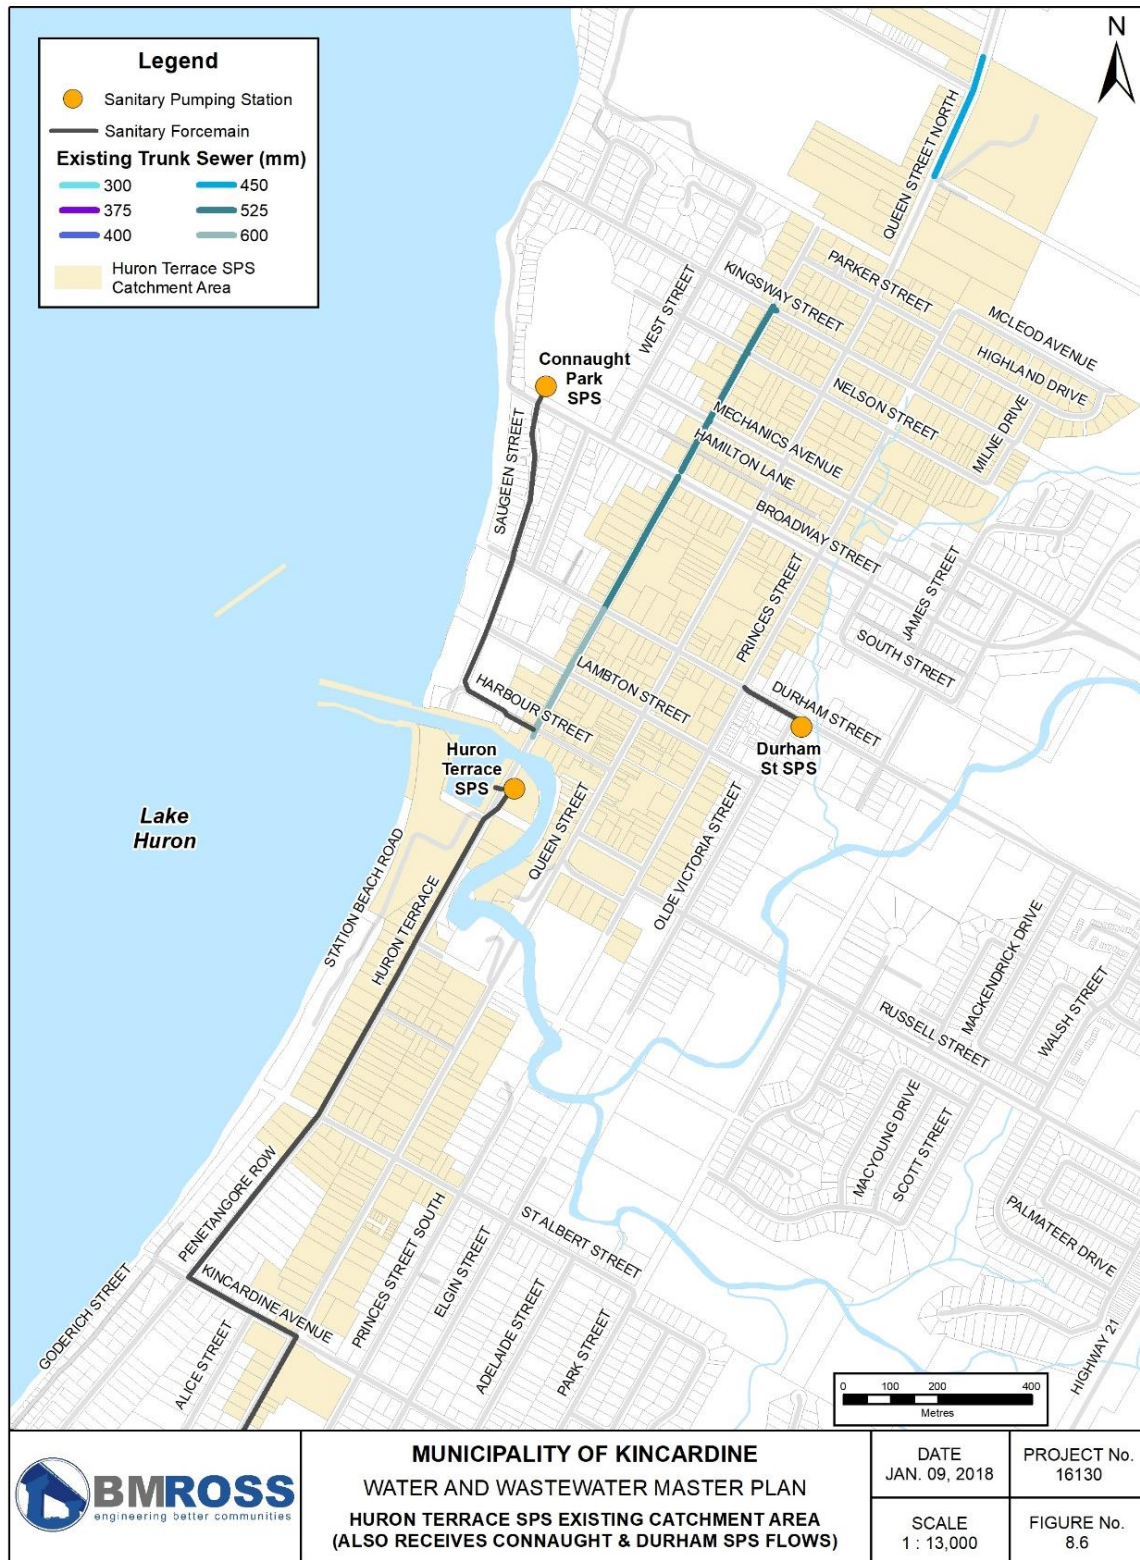 N
Legend
Sanitary Pumping Station
Sanitary Forcemain
Existing Trunk Sewer (mm)
300
450
375
525
400
600
Huron Terrace SPS
Catchment Area
QUEEN STREET NORTH
PARKER STREET
KINGSWAY STREET
WEST STREET
MCLEOD AVENUE
HIGHLAND DRIVE
Connaught
Park
SPS
NELSON STREET
MILNE DRIVE
MECHANICS AVENUE
HAMILTON LANE
SAUGEEN STREET
BROADWAY STREET
JAMES STREET
PRINCES STREET
SOUTH STREET
LAMBTON STREET
DURHAM STREET
HARBOUR STREET
Huron
Terrace
SPS
Durham
St SPS
Lake
Huron
QUEEN STREET
OLDE VICTORIA STREET
STATION BEACH ROAD
HURON TERRACE
MACKENDRICK DRIVE
WALSH STREET
RUSSELL STREET
MACYOUNG DRIVE
SCOTT STREET
PENETANGORE ROW
PRINCES STREET SOUTH
ST ALBERT STREET
PALMATEER DRIVE
ELGIN STREET
GODERICH STREET
KINCARDINE AVENUE
ALICE STREET
ADELAIDE STREET
PARK STREET
HIGHWAY 21
0 100 200 400
Metres
BMROSS
engineering better communities
MUNICIPALITY OF KINCARDINE
WATER AND WASTEWATER MASTER PLAN
HURON TERRACE SPS EXISTING CATCHMENT AREA
(ALSO RECEIVES CONNAUGHT & DURHAM SPS FLOWS)
DATE
JAN. 09, 2018
PROJECT No.
16130
SCALE
1 : 13,000
FIGURE No.
8.6